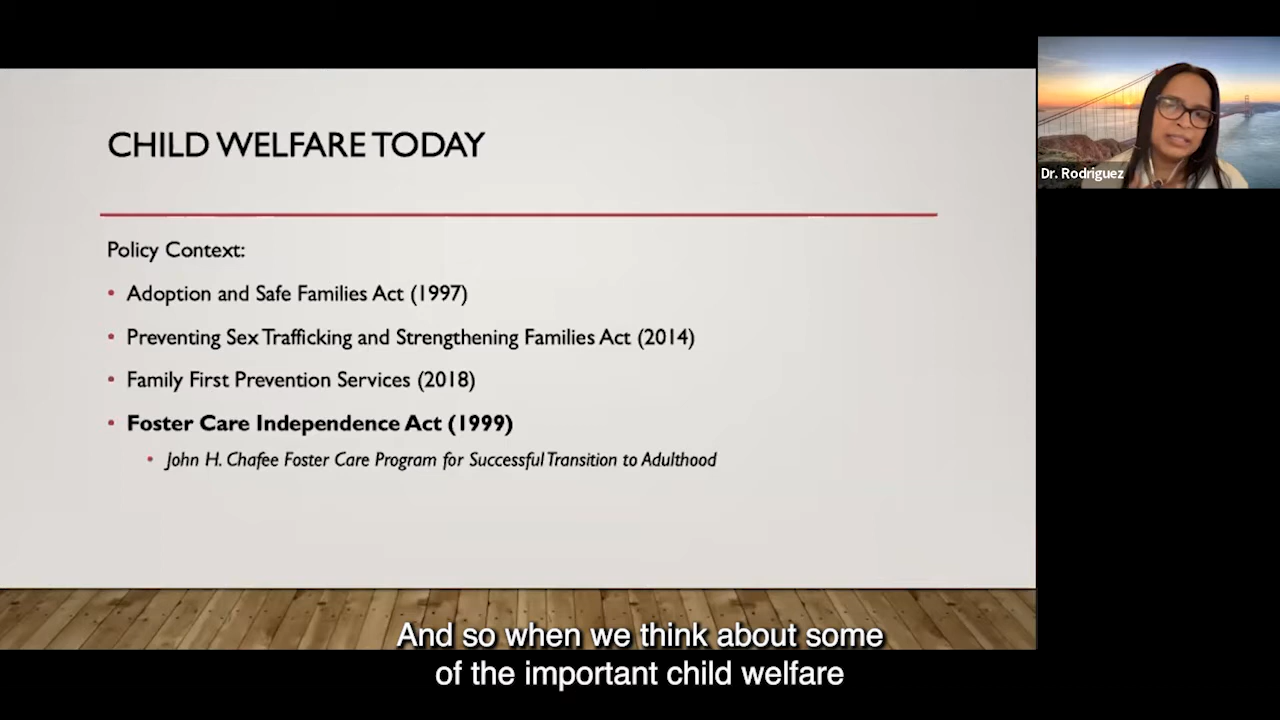 CHILD WELFARE TODAY
Policy Context:
• Adoption and Safe Families Act (1997)
• Preventing Sex Trafficking and Strengthening Families Act (2014)
• Family First Prevention Services (2018)
• Foster Care Independence Act (1999)
• John H. Chafee Foster Care Program for Successful Transition to Adulthood
Dr. Rodriguez
And so when we think about some
of the important child welfare